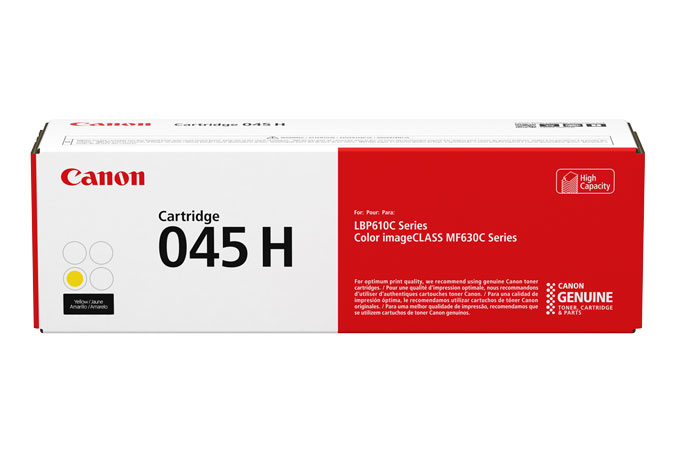 Canon Cartridge 045 H
Canon
High
Capacity
Cartridge
045 H
For: Pour: Para:
LBP610C Series
Color imageCLASS MF630C Series
Yellow / Jaune
Amarillo / Amarelo
For optimum print quality, we recommend using genuine Canon toner
cartridges. / Pour une qualité d'impression optimale, nous recommandons
d'utiliser d'authentiques cartouches toner Canon. / Para una calidad de
impresión óptima, le recomendamos utilizar cartuchos de tóner Canon
originales. / Para uma melhor qualidade de impressão, recomendamos que
se utilizem cartuchos de toner Canon genuínos.
CANON
GENUINE
TONER, CARTRIDGE
& PARTS